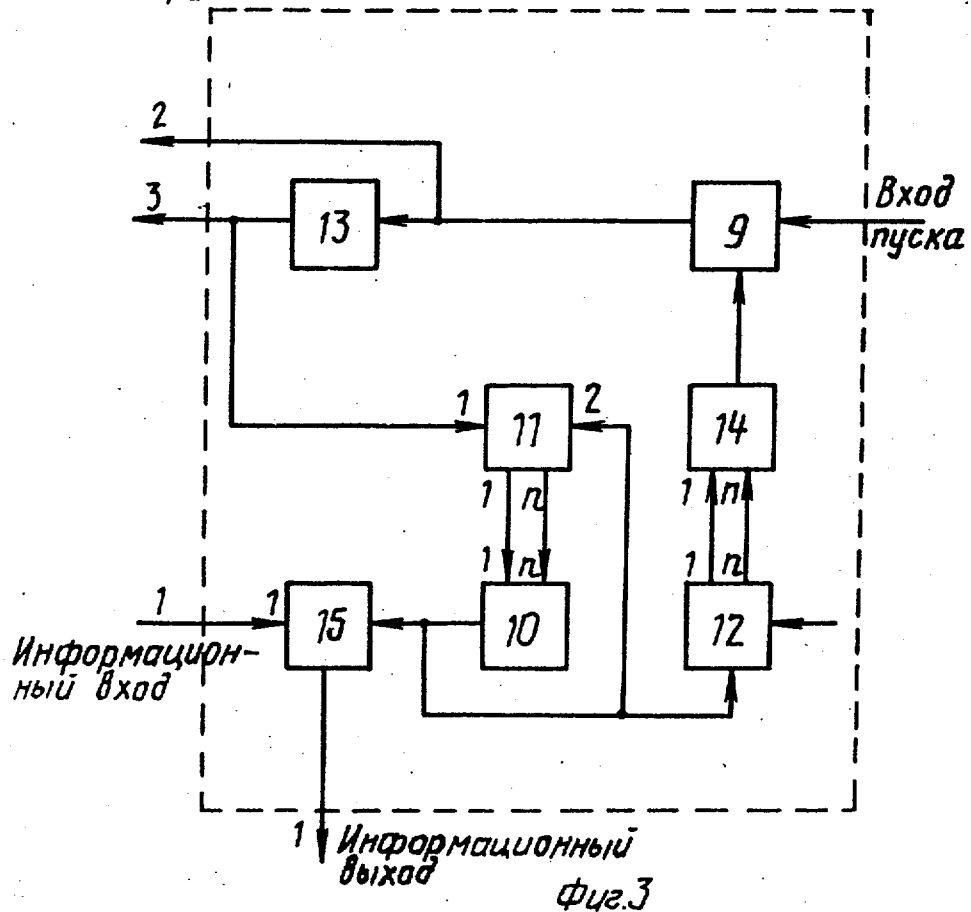 2
3
13
9
Вход
пуска
1
11
2
14
1
n
1
n
1
n
1
n
1
1
15
10
12
Информацион-
ный вход
1
Информационный
выход
Фиг.3